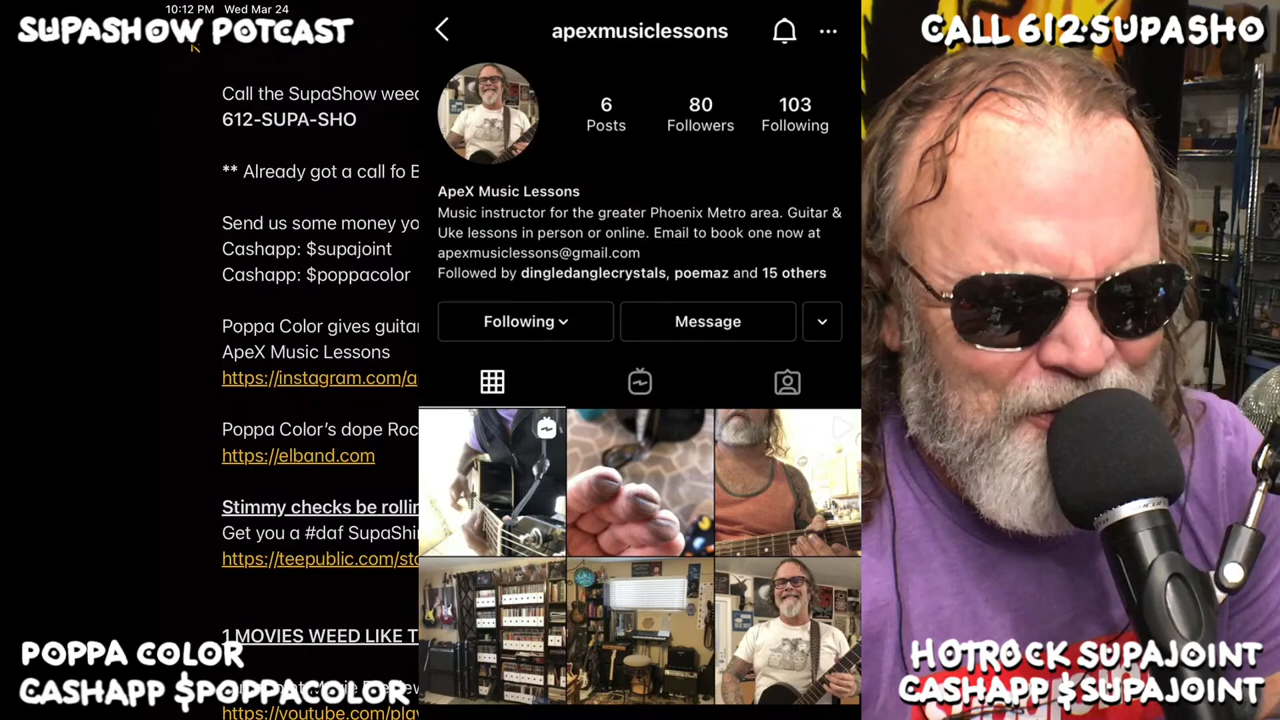 10:12 PM Wed Mar 24
SUPASHOW POTCAST
CALL 612-SUPASHO
Call the SupaShow weed
612-SUPA-SHO
** Already got a call fo B
Send us some money yo
Cashapp: $supajoint
Cashapp: $poppacolor
Poppa Color gives guitar
ApeX Music Lessons
https://instagram.com/a
Poppa Color's dope Roc
https://elband.com
Stimmy checks be rollin
Get you a #daf SupaShir
https://teepublic.com/sto
1 MOVIES WEED LIKE T
https://youtube.com/play
apexmusiclessons
6 80 103
Posts Followers Following
ApeX Music Lessons
Music instructor for the greater Phoenix Metro area. Guitar &
Uke lessons in person or online. Email to book one now at
apexmusiclessons@gmail.com
Followed by dingledanglecrystals, poemaz and 15 others
Following Message
POPPA COLOR
CASHAPP $POPPACOLOR
HOTROCK SUPAJOINT
CASHAPP $SUPAJOINT